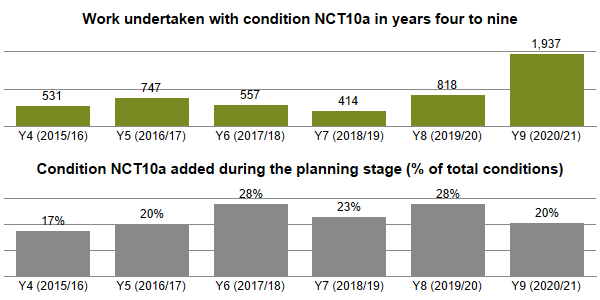 Work undertaken with condition NCT10a in years four to nine
531 747 557 414 818 1,937
Y4 (2015/16) Y5 (2016/17) Y6 (2017/18) Y7 (2018/19) Y8 (2019/20) Y9 (2020/21)
Condition NCT10a added during the planning stage (% of total conditions)
17% 20% 28% 23% 28% 20%
Y4 (2015/16) Y5 (2016/17) Y6 (2017/18) Y7 (2018/19) Y8 (2019/20) Y9 (2020/21)